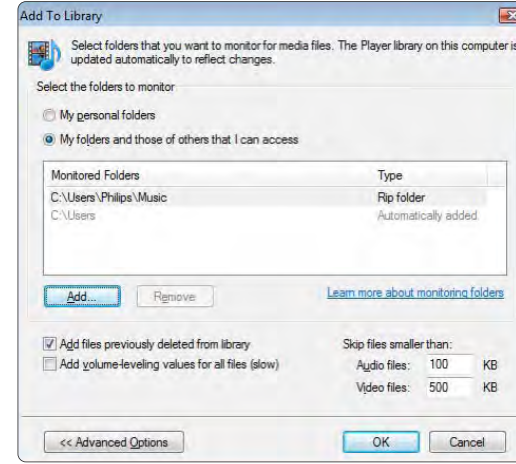 Add To Library
Select folders that you want to monitor for media files. The Player library on this computer is
updated automatically to reflect changes.
Select the folders to monitor
My personal folders
My folders and those of others that I can access
Monitored Folders Type
C:\Users\Philips\Music Rip folder
C:\Users Automatically added
Add... Remove Learn more about monitoring folders
Add files previously deleted from library Skip files smaller than:
Add volume-leveling values for all files (slow) Audio files: 100 KB
Video files: 500 KB
<< Advanced Options OK Cancel